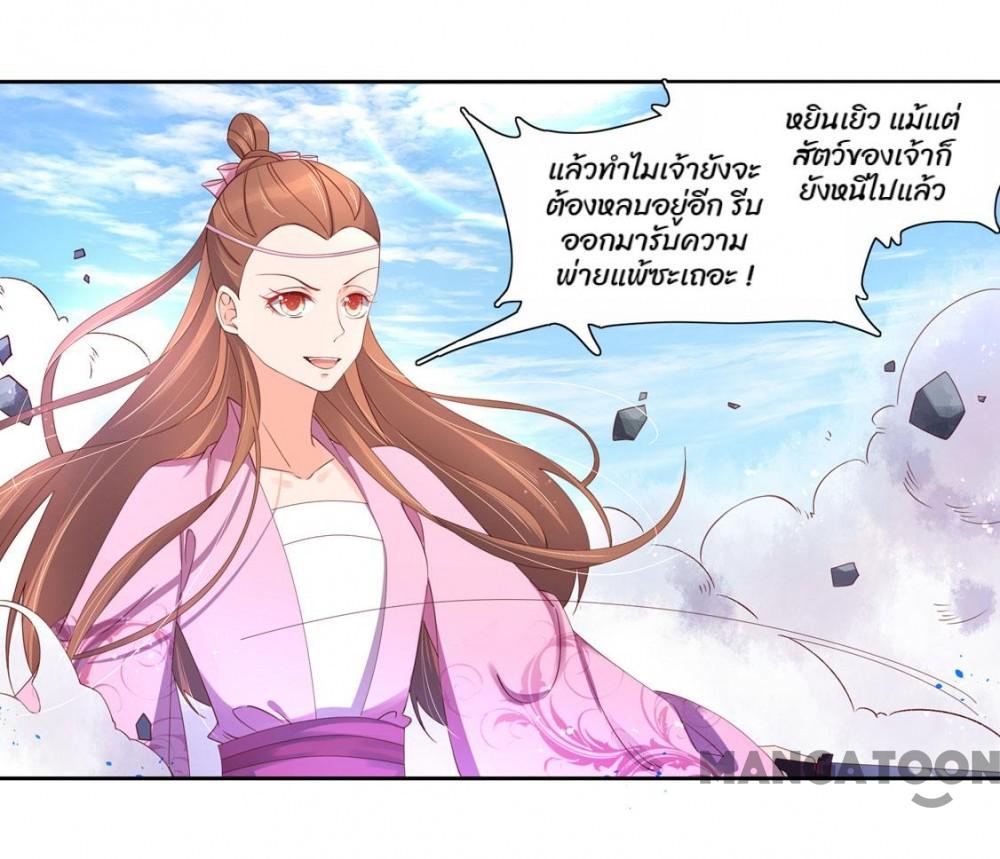 หยินเยิว แม้แต่
สัตว์ของเจ้าก็
ยังหนีไปแล้ว
แล้วทำไมเจ้ายังจะ
ต้องหลบอยู่อีก รีบ
ออกมารับความ
พ่ายแพ้ซะเถอะ !
MANGATOON